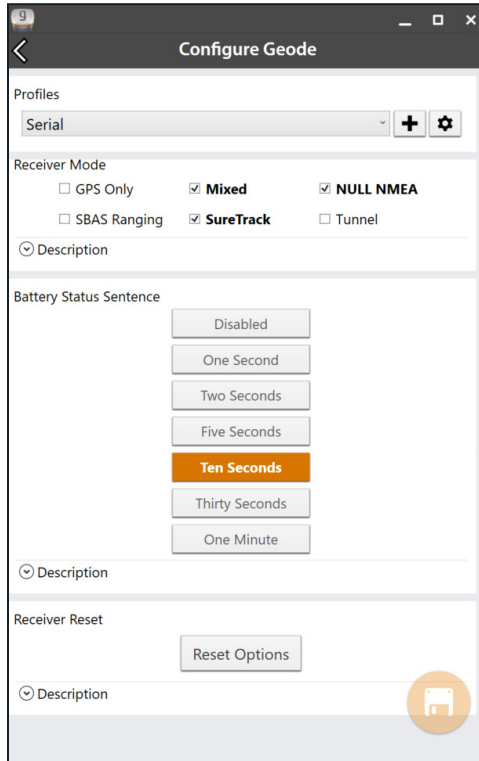 g
Configure Geode
Profiles
Serial
Receiver Mode
GPS Only Mixed NULL NMEA
SBAS Ranging SureTrack Tunnel
Description
Battery Status Sentence
Disabled
One Second
Two Seconds
Five Seconds
Ten Seconds
Thirty Seconds
One Minute
Description
Receiver Reset
Reset Options
Description